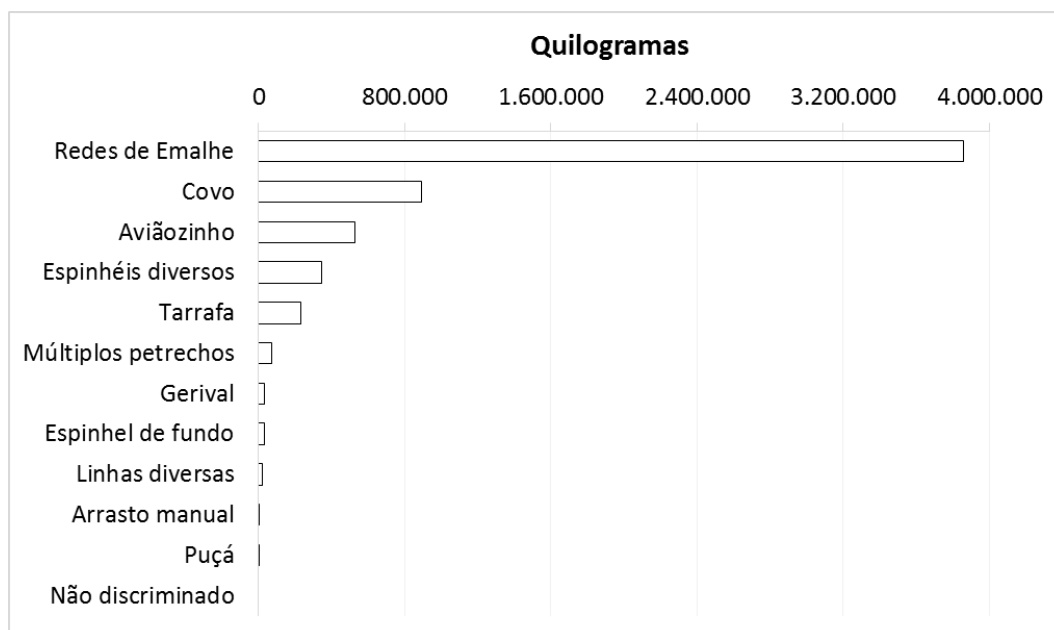 Quilogramas
0 800.000 1.600.000 2.400.000 3.200.000 4.000.000
Redes de Emalhe
Covo
Aviãozinho
Espinhéis diversos
Tarrafa
Múltiplos petrechos
Gerival
Espinhel de fundo
Linhas diversas
Arrasto manual
Puçá
Não discriminado